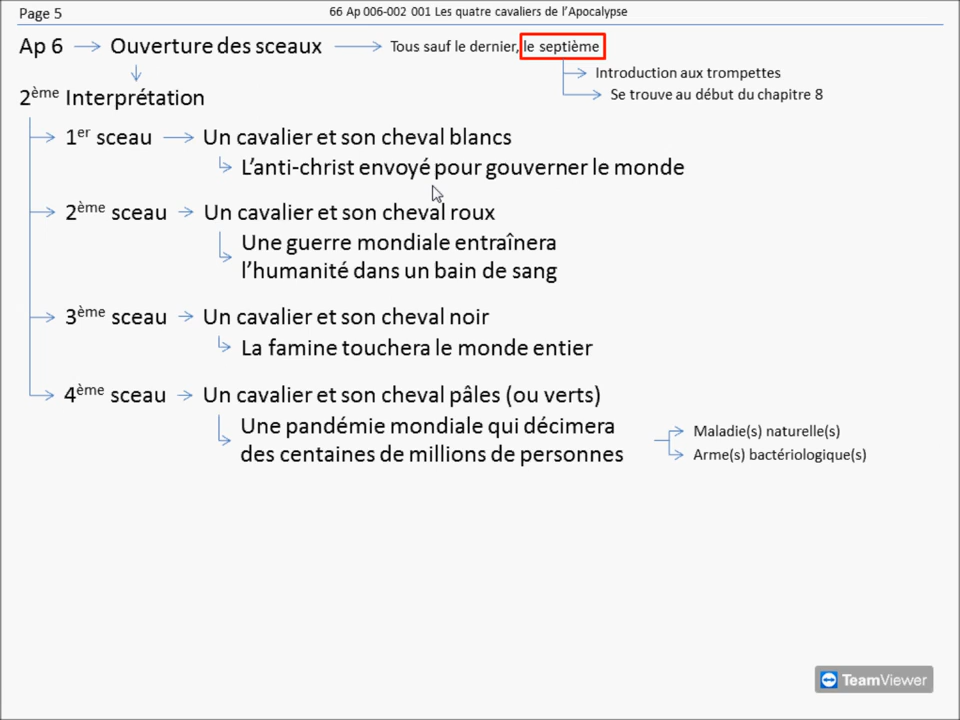 Page 5
66 Ap 006-002 001 Les quatre cavaliers de l'Apocalypse
Ap 6 Ouverture des sceaux Tous sauf le dernier, le septième
Introduction aux trompettes
Se trouve au début du chapitre 8
2ème Interprétation
1er sceau Un cavalier et son cheval blancs
L'anti-christ envoyé pour gouverner le monde
2ème sceau Un cavalier et son cheval roux
Une guerre mondiale entraînera
l'humanité dans un bain de sang
3ème sceau Un cavalier et son cheval noir
La famine touchera le monde entier
4ème sceau Un cavalier et son cheval pâles (ou verts)
Une pandémie mondiale qui décimera
des centaines de millions de personnes
Maladie(s) naturelle(s)
Arme(s) bactériologique(s)
TeamViewer